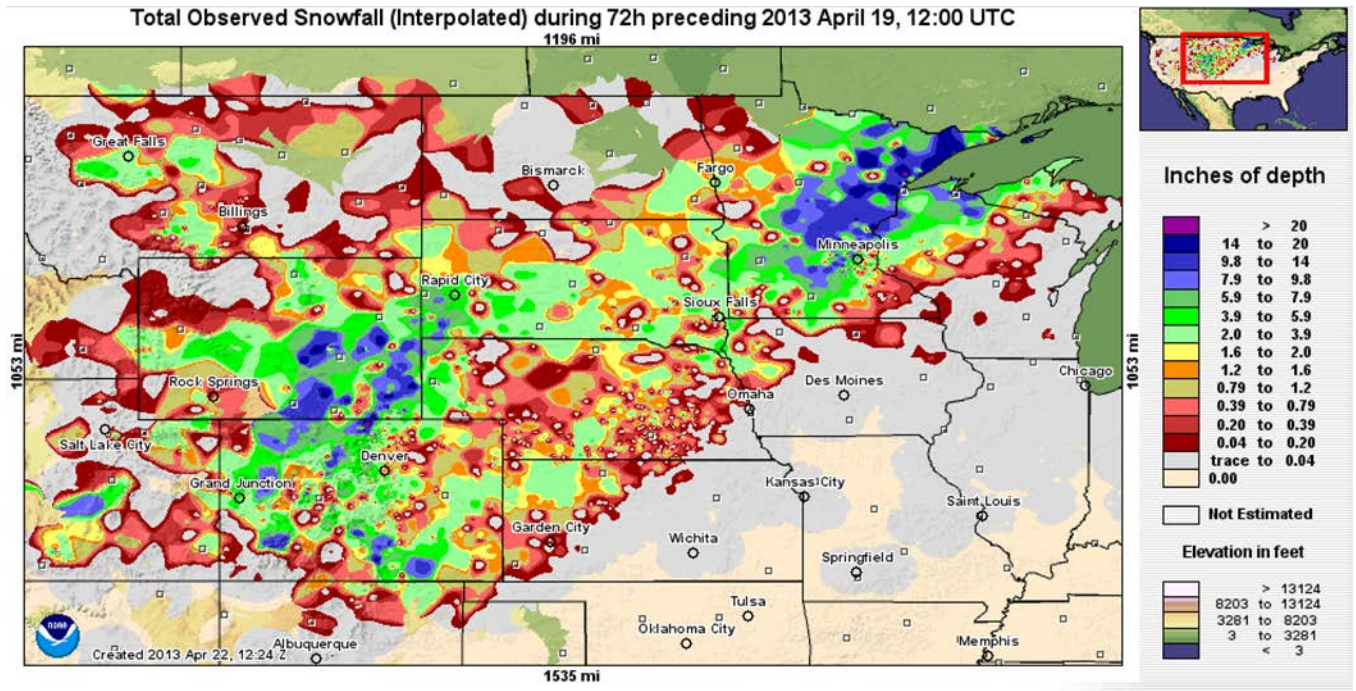 Total Observed Snowfall (Interpolated) during 72h preceding 2013 April 19, 12:00 UTC
1196 mi
Great Falls
Bismarck
Fargo
Billings
Minneapolis
Rapid City
Sioux Falls
1053 mi
1053 mi
Rock Springs
Des Moines
Chicago
Omaha
Salt Lake City
Denver
Grand Junction
Kansas City
Saint Louis
Garden City
Wichita
Springfield
Tulsa
Oklahoma City
Albuquerque
Memphis
NOAA
Created 2013 Apr 22, 12:24 Z
1535 mi
Inches of depth
> 20
14 to 20
9.8 to 14
7.9 to 9.8
5.9 to 7.9
3.9 to 5.9
2.0 to 3.9
1.6 to 2.0
1.2 to 1.6
0.79 to 1.2
0.39 to 0.79
0.20 to 0.39
0.04 to 0.20
trace to 0.04
0.00
Not Estimated
Elevation in feet
> 13124
8203 to 13124
3281 to 8203
3 to 3281
< 3